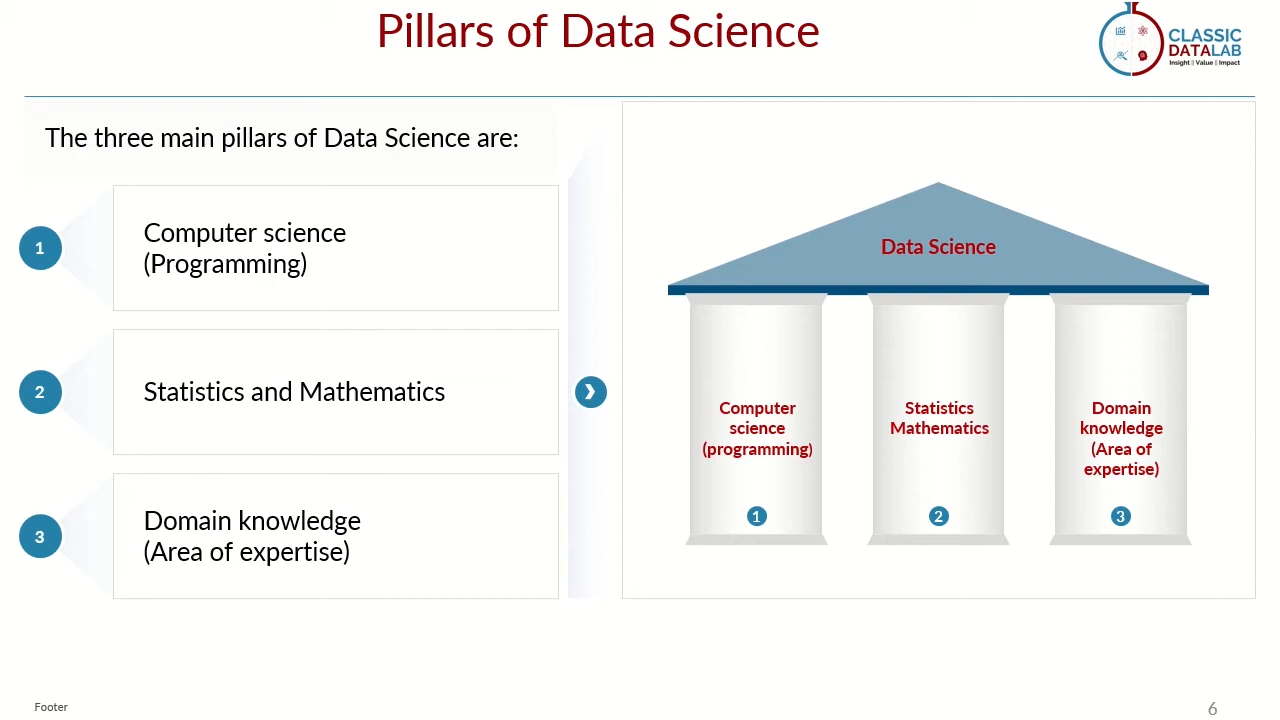 Pillars of Data Science
CLASSIC
DATALAB
Insight || Value || Impact
The three main pillars of Data Science are:
1
Computer science
(Programming)
2
Statistics and Mathematics
3
Domain knowledge
(Area of expertise)
Data Science
Computer
science
(programming)
1
Statistics
Mathematics
2
Domain
knowledge
(Area of
expertise)
3
Footer
6